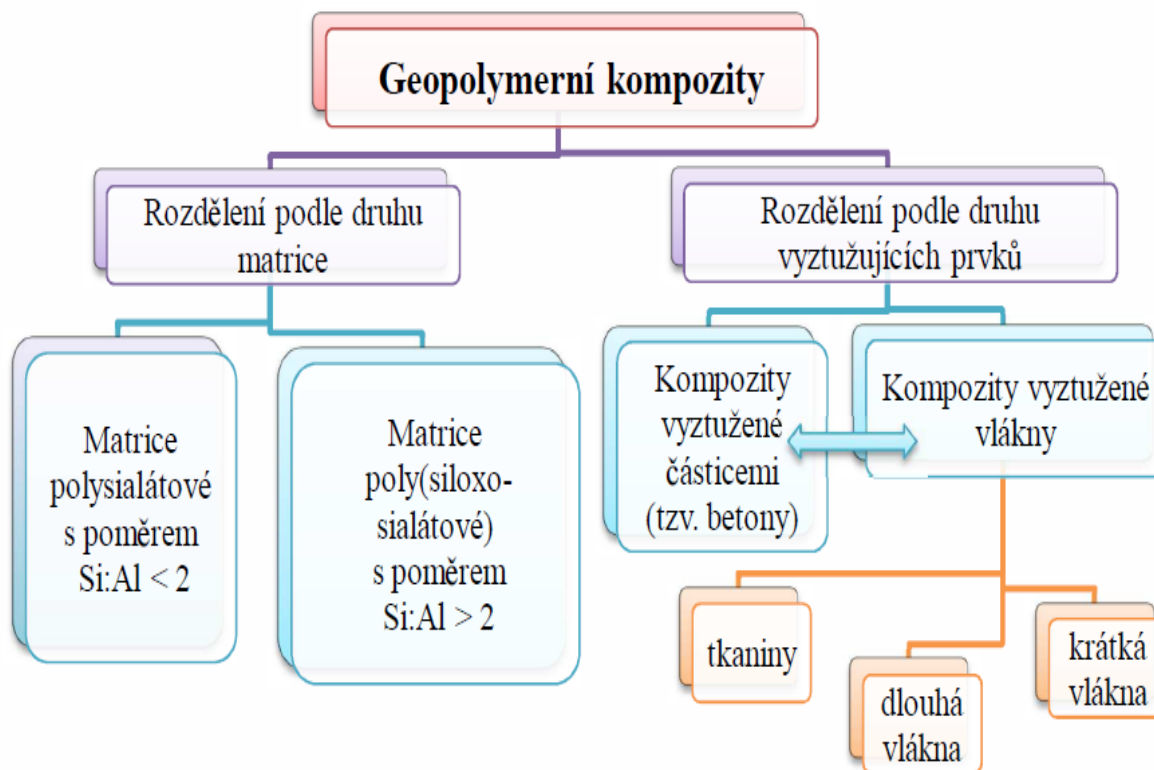 Geopolymerní kompozity
Rozdělení podle druhu
matrice
Rozdělení podle druhu
vyztužujících prvků
Matrice
polysialátové
s poměrem
Si:Al < 2
Matrice
poly(siloxo-
sialátové)
s poměrem
Si:Al > 2
Kompozity
vyztužené
částicemi
(tzv. betony)
Kompozity vyztužené
vlákny
tkaniny
dlouhá
vlákna
krátká
vlákna